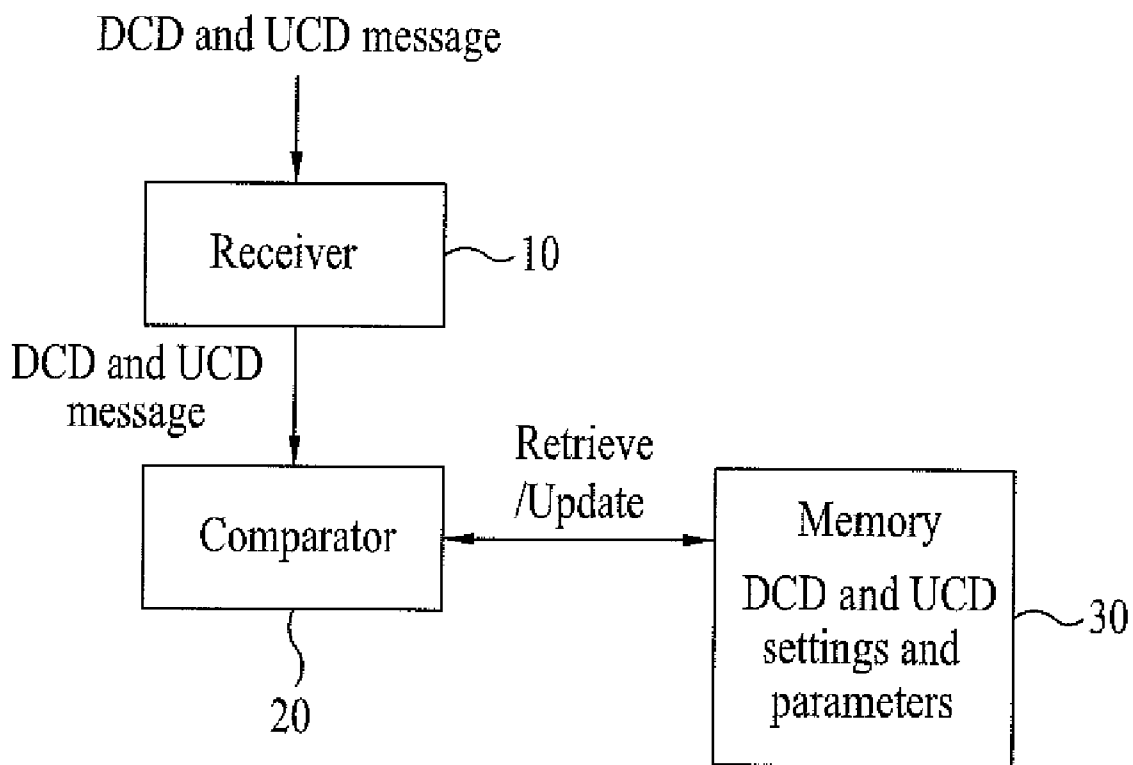 DCD and UCD message
Receiver
10
DCD and UCD
message
Retrieve
/Update
Comparator
20
Memory
DCD and UCD
settings and
parameters
30